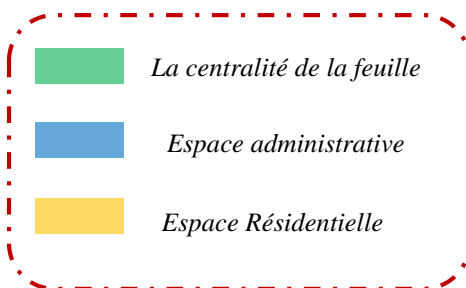 La centralité de la feuille
Espace administrative
Espace Résidentielle